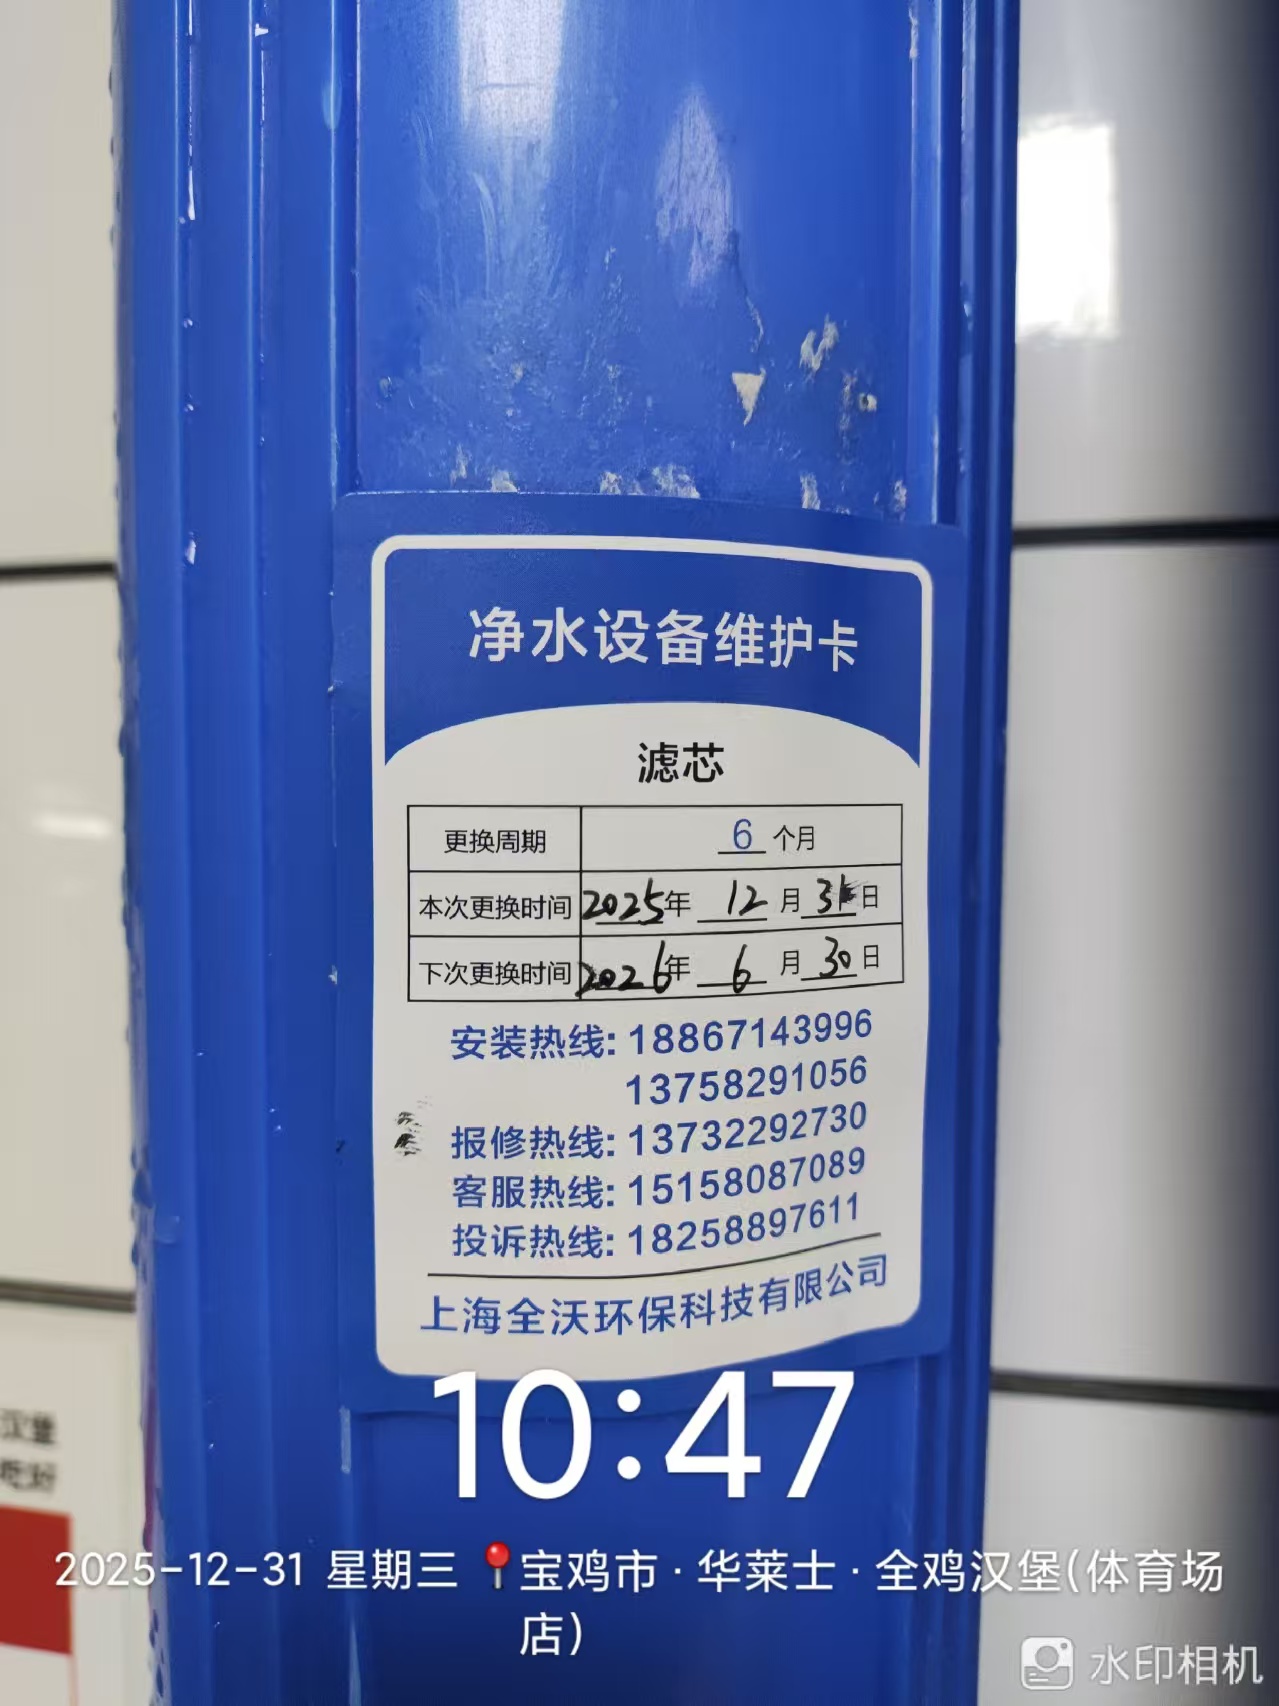 净水设备维护卡
滤芯
更换周期 6 个月
本次更换时间 2025年 12 月 31 日
下次更换时间 2026年 6 月 30 日
安装热线: 18867143996
13758291056
报修热线: 13732292730
客服热线: 15158087089
投诉热线: 18258897611
上海全沃环保科技有限公司
汉堡
吃好
10:47
2025-12-31 星期三 📍宝鸡市·华莱士·全鸡汉堡(体育场
店)
水印相机